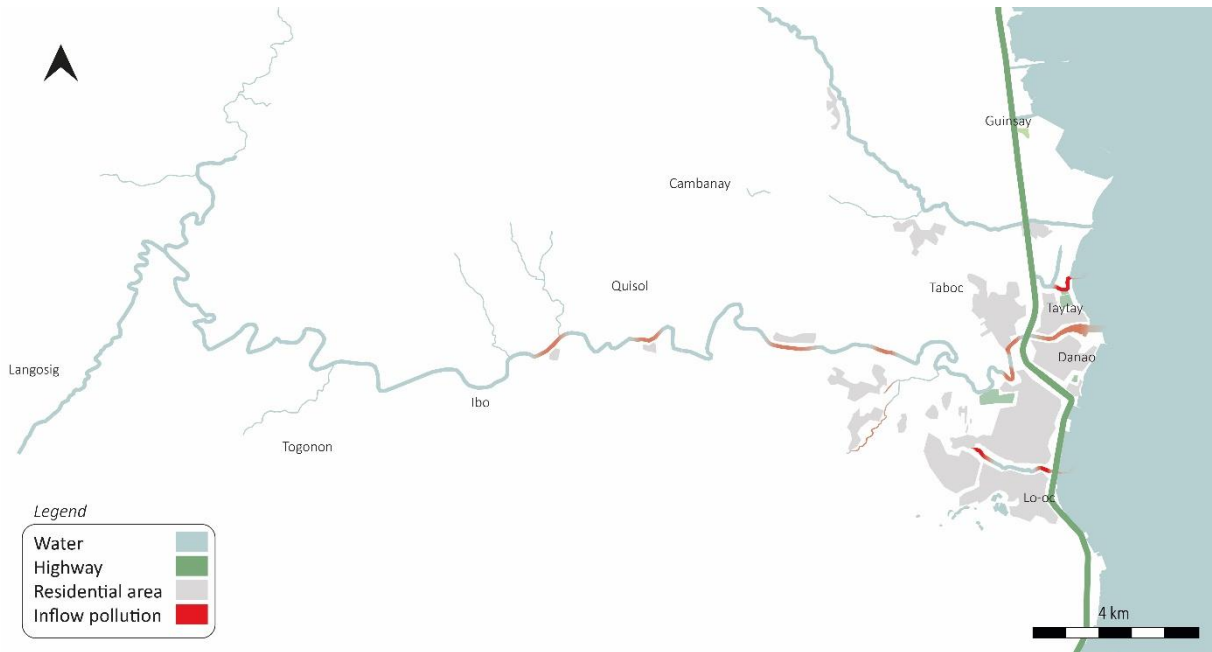 Guinsay
Cambanay
Quisol
Taboc
Taytay
Danao
Langosig
Ibo
Togonon
Lo-oc
Legend
Water
Highway
Residential area
Inflow pollution
4 km